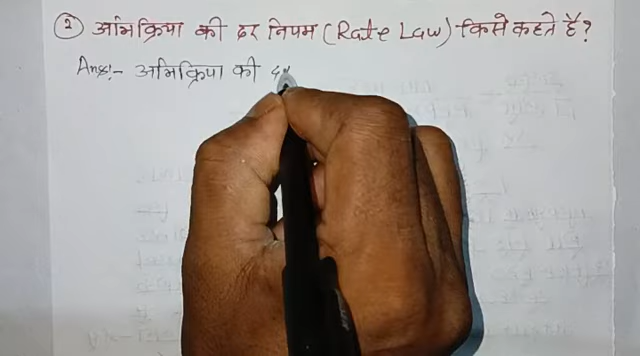 ② अभिक्रिया की दर नियम (Rate Law) किसे कहते है?
Ans:- अभिक्रिया की